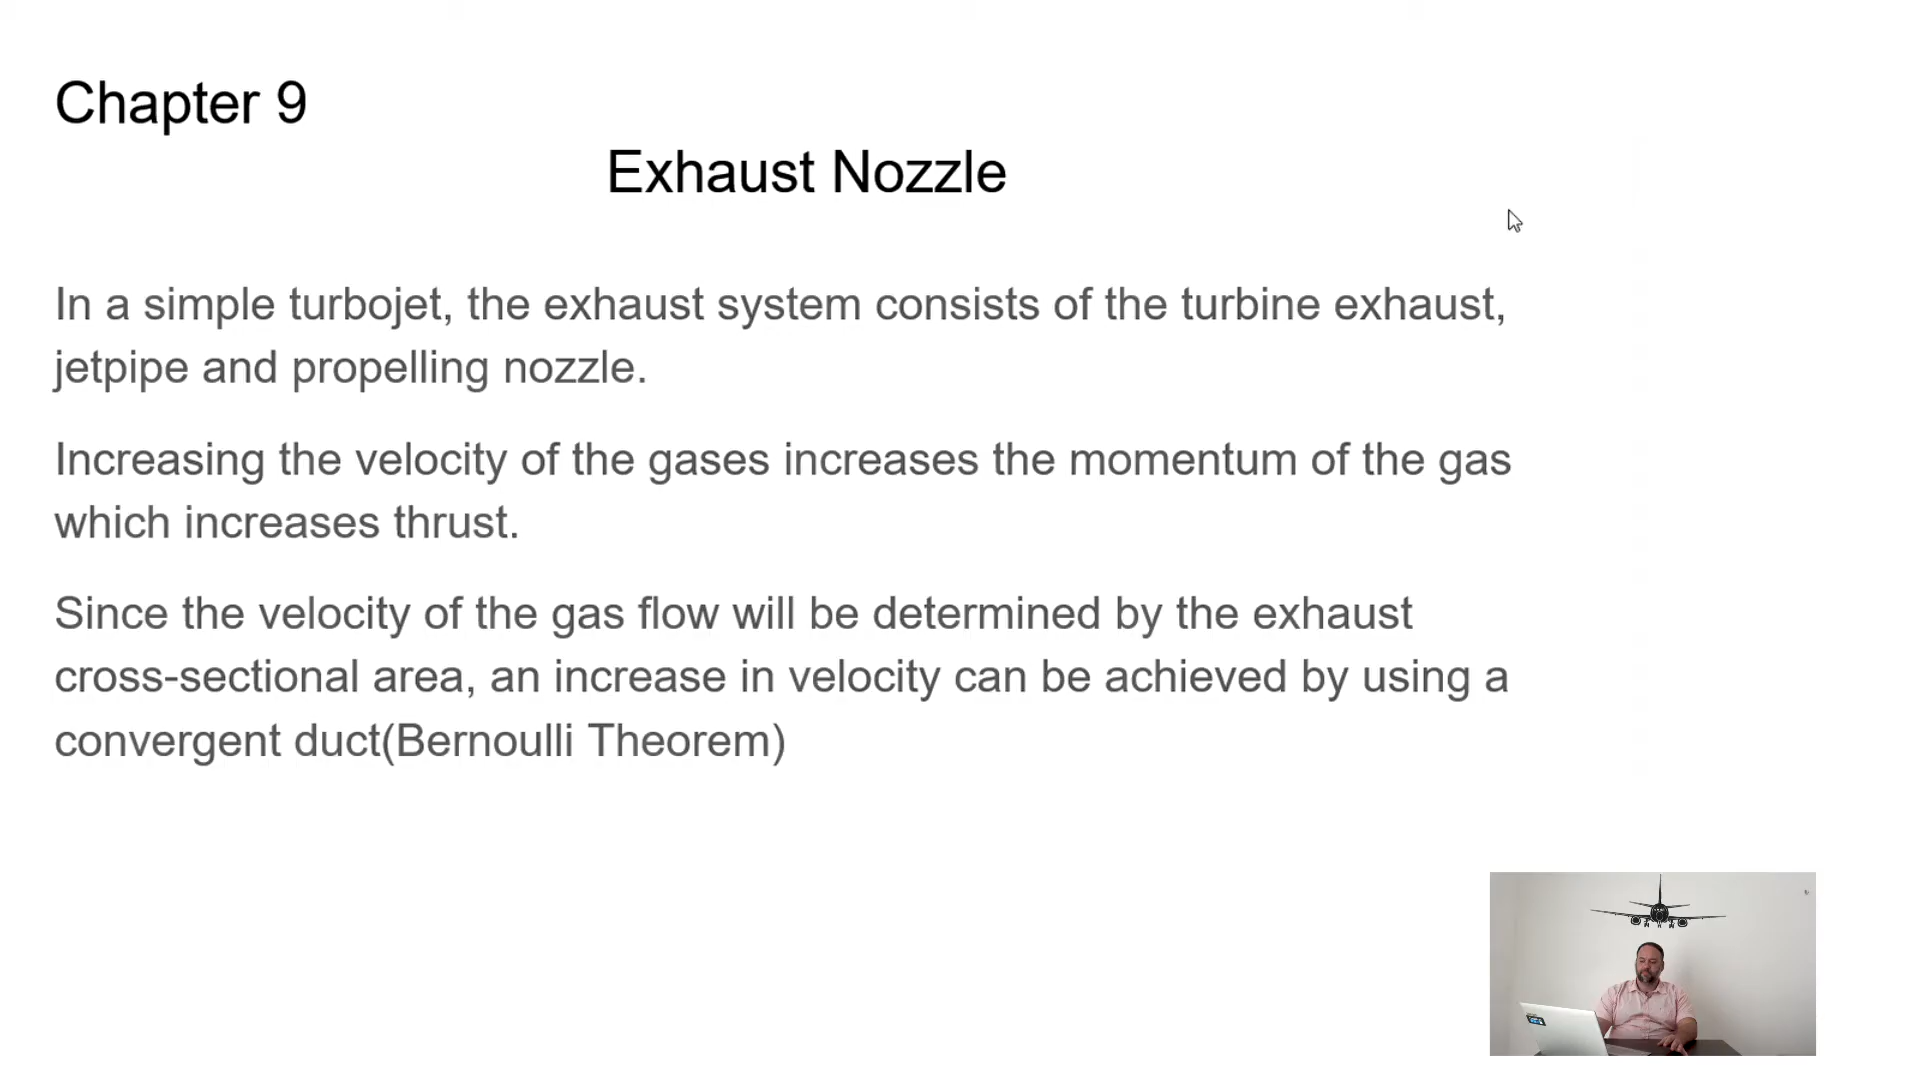 Chapter 9
Exhaust Nozzle
In a simple turbojet, the exhaust system consists of the turbine exhaust,
jetpipe and propelling nozzle.
Increasing the velocity of the gases increases the momentum of the gas
which increases thrust.
Since the velocity of the gas flow will be determined by the exhaust
cross-sectional area, an increase in velocity can be achieved by using a
convergent duct(Bernoulli Theorem)